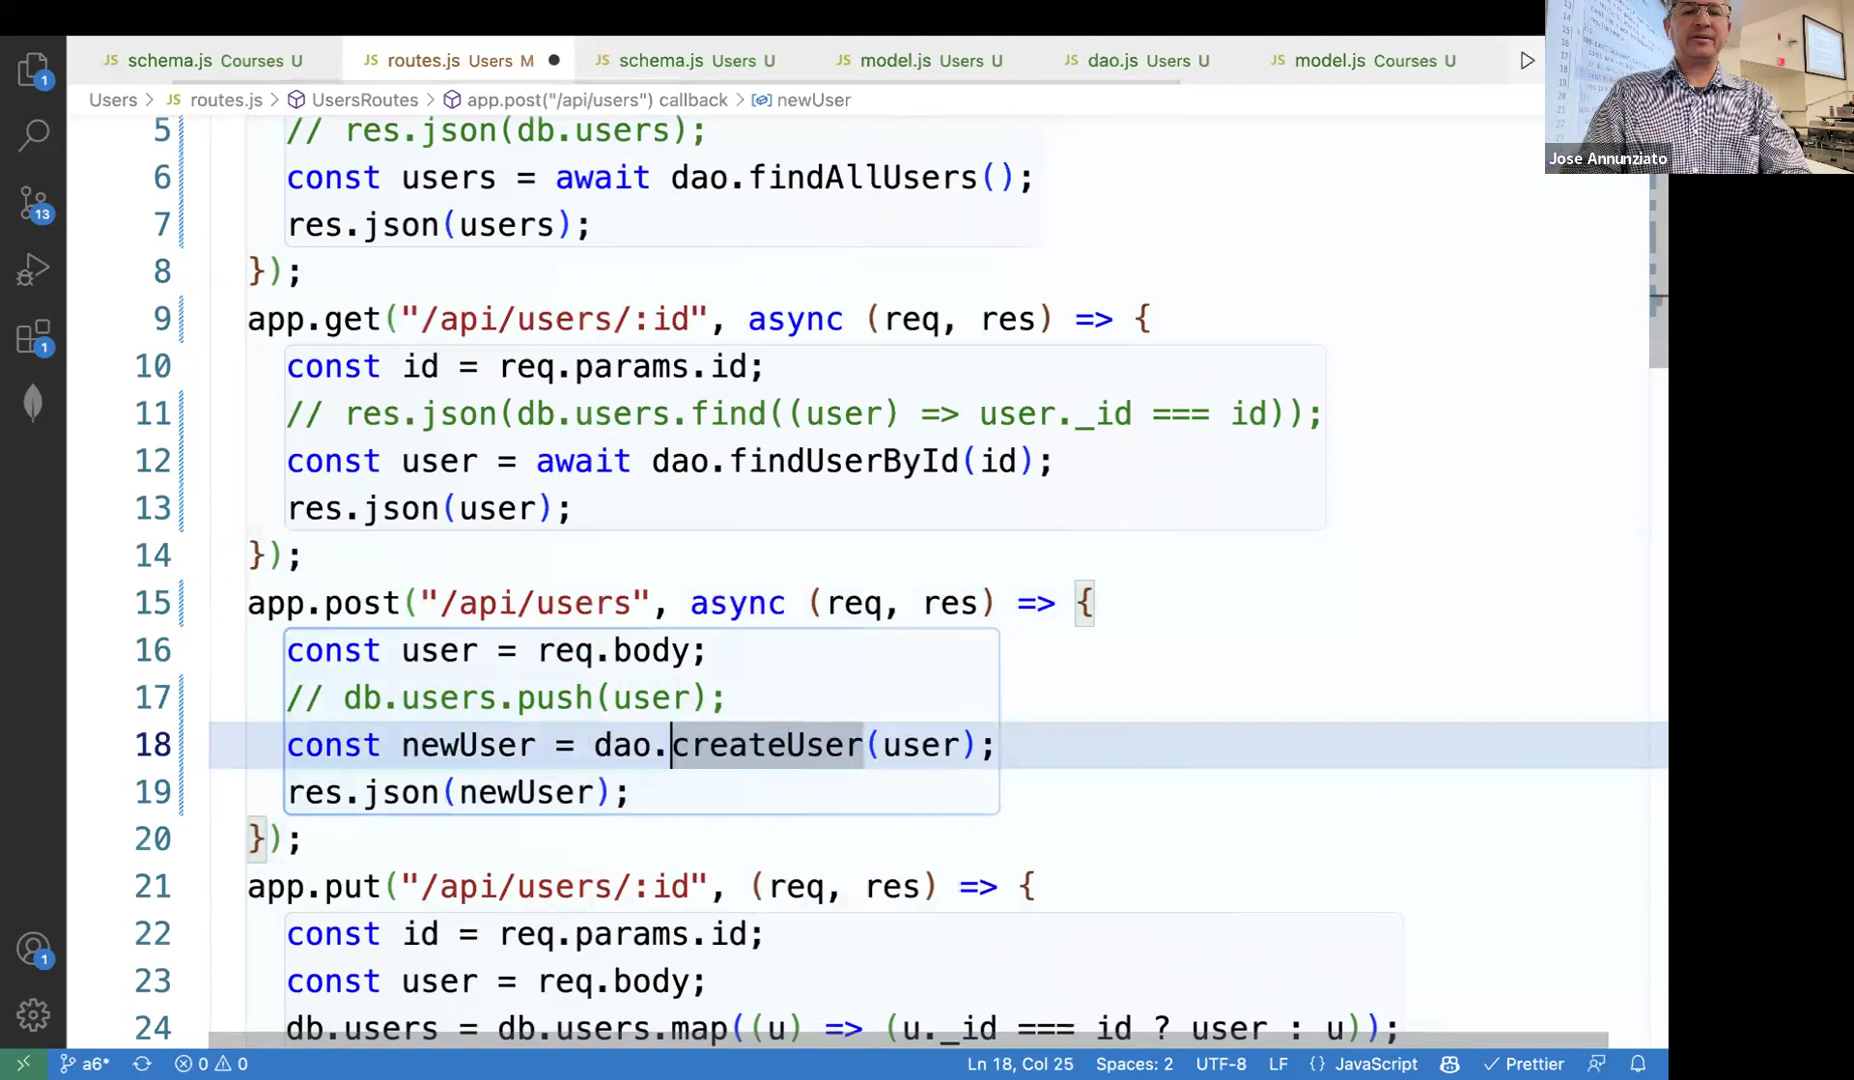 schema.js Courses U
routes.js Users M
schema.js Users U
model.js Users U
dao.js Users U
model.js Courses U
Users > routes.js > UsersRoutes > app.post("/api/users") callback > newUser
Jose Annunziato
5 // res.json(db.users);
6 const users = await dao.findAllUsers();
7 res.json(users);
8 });
9 app.get("/api/users/:id", async (req, res) => {
10 const id = req.params.id;
11 // res.json(db.users.find((user) => user._id === id));
12 const user = await dao.findUserById(id);
13 res.json(user);
14 });
15 app.post("/api/users", async (req, res) => {
16 const user = req.body;
17 // db.users.push(user);
18 const newUser = dao.createUser(user);
19 res.json(newUser);
20 });
21 app.put("/api/users/:id", (req, res) => {
22 const id = req.params.id;
23 const user = req.body;
24 db.users = db.users.map((u) => (u._id === id ? user : u));
1
13
1
1
a6* 0 0 Ln 18, Col 25 Spaces: 2 UTF-8 LF {} JavaScript Prettier